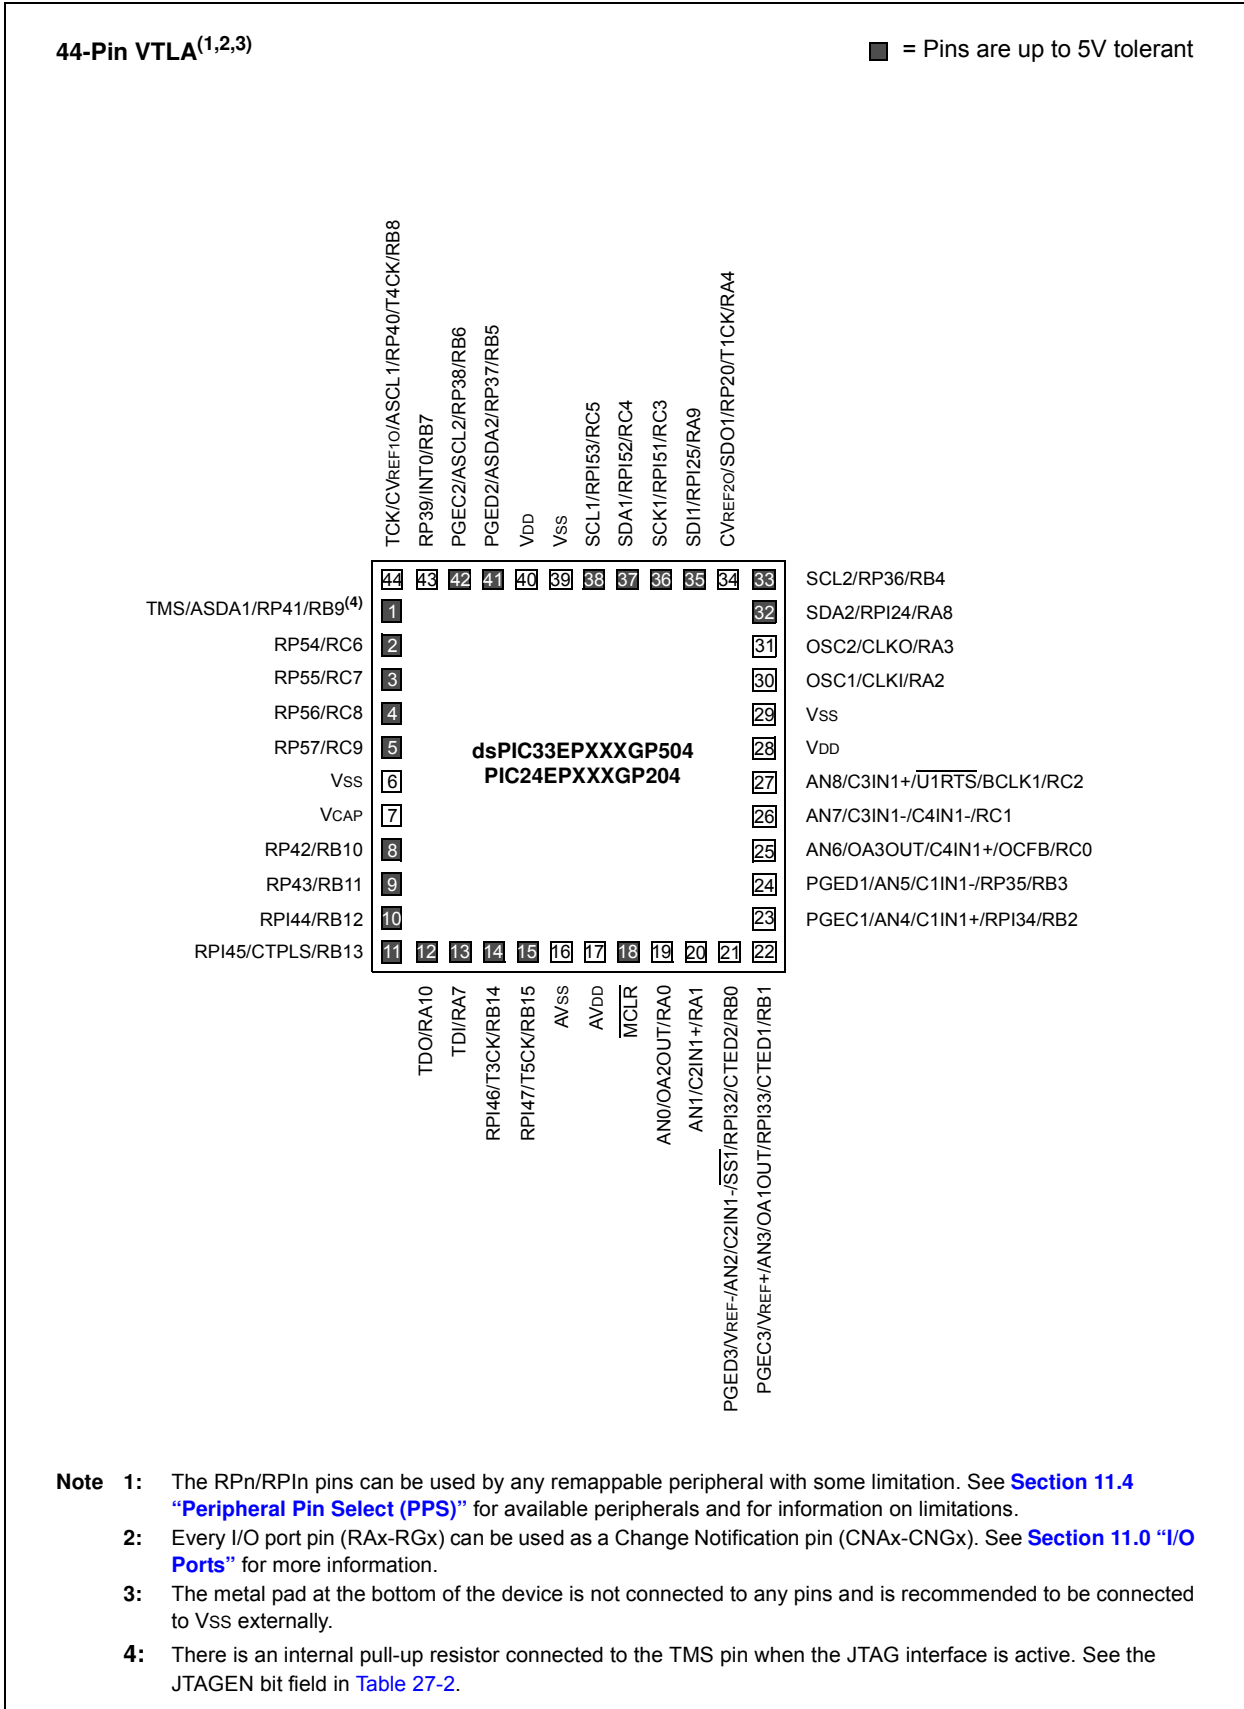 44-Pin VTLA(1,2,3)
= Pins are up to 5V tolerant
TCK/CVREF1O/ASCL1/RP40/T4CK/RB8
RP39/INT0/RB7
PGEC2/ASCL2/RP38/RB6
PGED2/ASDA2/RP37/RB5
VDD
VSS
SCL1/RPI53/RC5
SDA1/RPI52/RC4
SCK1/RPI51/RC3
SDI1/RPI25/RA9
CVREF2O/SDO1/RP20/T1CK/RA4
44 43 42 41 40 39 38 37 36 35 34 33 SCL2/RP36/RB4
TMS/ASDA1/RP41/RB9(4) 1 32 SDA2/RPI24/RA8
RP54/RC6 2 31 OSC2/CLKO/RA3
RP55/RC7 3 30 OSC1/CLKI/RA2
RP56/RC8 4 29 VSS
RP57/RC9 5 dsPIC33EPXXXGP504 28 VDD
VSS 6 PIC24EPXXXGP204 27 AN8/C3IN1+/U1RTS/BCLK1/RC2
VCAP 7 26 AN7/C3IN1-/C4IN1-/RC1
RP42/RB10 8 25 AN6/OA3OUT/C4IN1+/OCFB/RC0
RP43/RB11 9 24 PGED1/AN5/C1IN1-/RP35/RB3
RPI44/RB12 10 23 PGEC1/AN4/C1IN1+/RPI34/RB2
RPI45/CTPLS/RB13 11 12 13 14 15 16 17 18 19 20 21 22
TDO/RA10
TDI/RA7
RPI46/T3CK/RB14
RPI47/T5CK/RB15
AVSS
AVDD
MCLR
AN0/OA2OUT/RA0
AN1/C2IN1+/RA1
PGED3/VREF-/AN2/C2IN1-/SS1/RPI32/CTED2/RB0
PGEC3/VREF+/AN3/OA1OUT/RPI33/CTED1/RB1
Note 1: The RPn/RPIn pins can be used by any remappable peripheral with some limitation. See Section 11.4
“Peripheral Pin Select (PPS)” for available peripherals and for information on limitations.
2: Every I/O port pin (RAx-RGx) can be used as a Change Notification pin (CNAx-CNGx). See Section 11.0 “I/O
Ports” for more information.
3: The metal pad at the bottom of the device is not connected to any pins and is recommended to be connected
to VSS externally.
4: There is an internal pull-up resistor connected to the TMS pin when the JTAG interface is active. See the
JTAGEN bit field in Table 27-2.